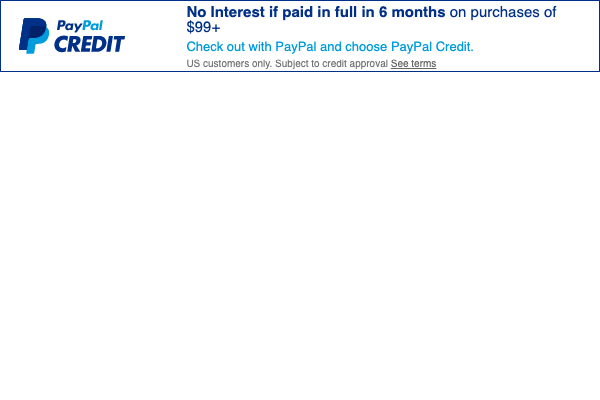 PayPal
CREDIT
No Interest if paid in full in 6 months on purchases of
$99+
Check out with PayPal and choose PayPal Credit.
US customers only. Subject to credit approval See terms